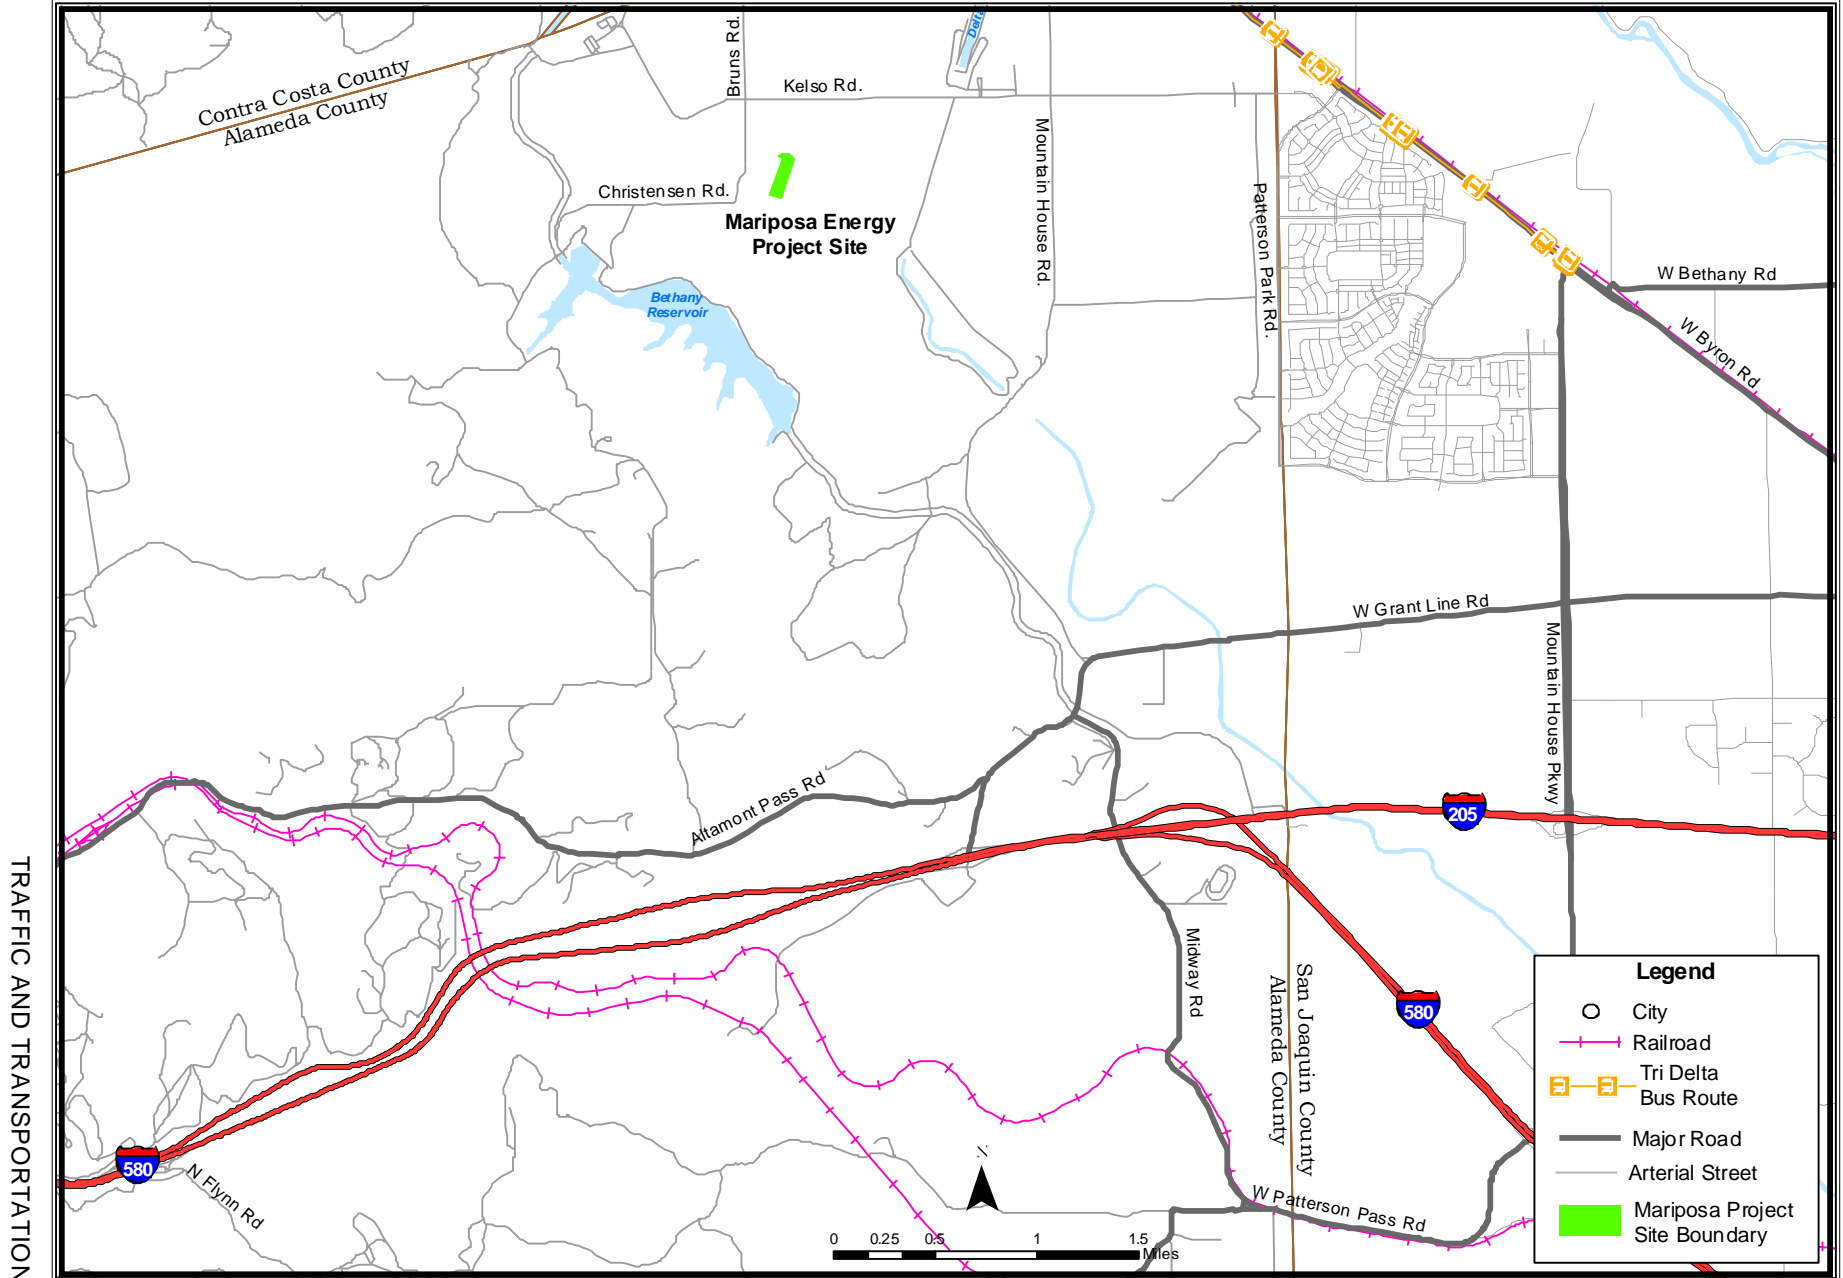 Contra Costa County
Alameda County
Bruns Rd.
Kelso Rd.
Delta
Christensen Rd.
Mariposa Energy
Project Site
Mountain House Rd.
Patterson Park Rd.
W Bethany Rd
W Byron Rd
Bethany
Reservoir
W Grant Line Rd
Mountain House Pkwy
Altamont Pass Rd
205
580
Midway Rd
San Joaquin County
Alameda County
580
N Flynn Rd
W Patterson Pass Rd
N
0 0.25 0.5 1 1.5
Miles
Legend
City
Railroad
Tri Delta
Bus Route
Major Road
Arterial Street
Mariposa Project
Site Boundary
TRAFFIC AND TRANSPORTATION